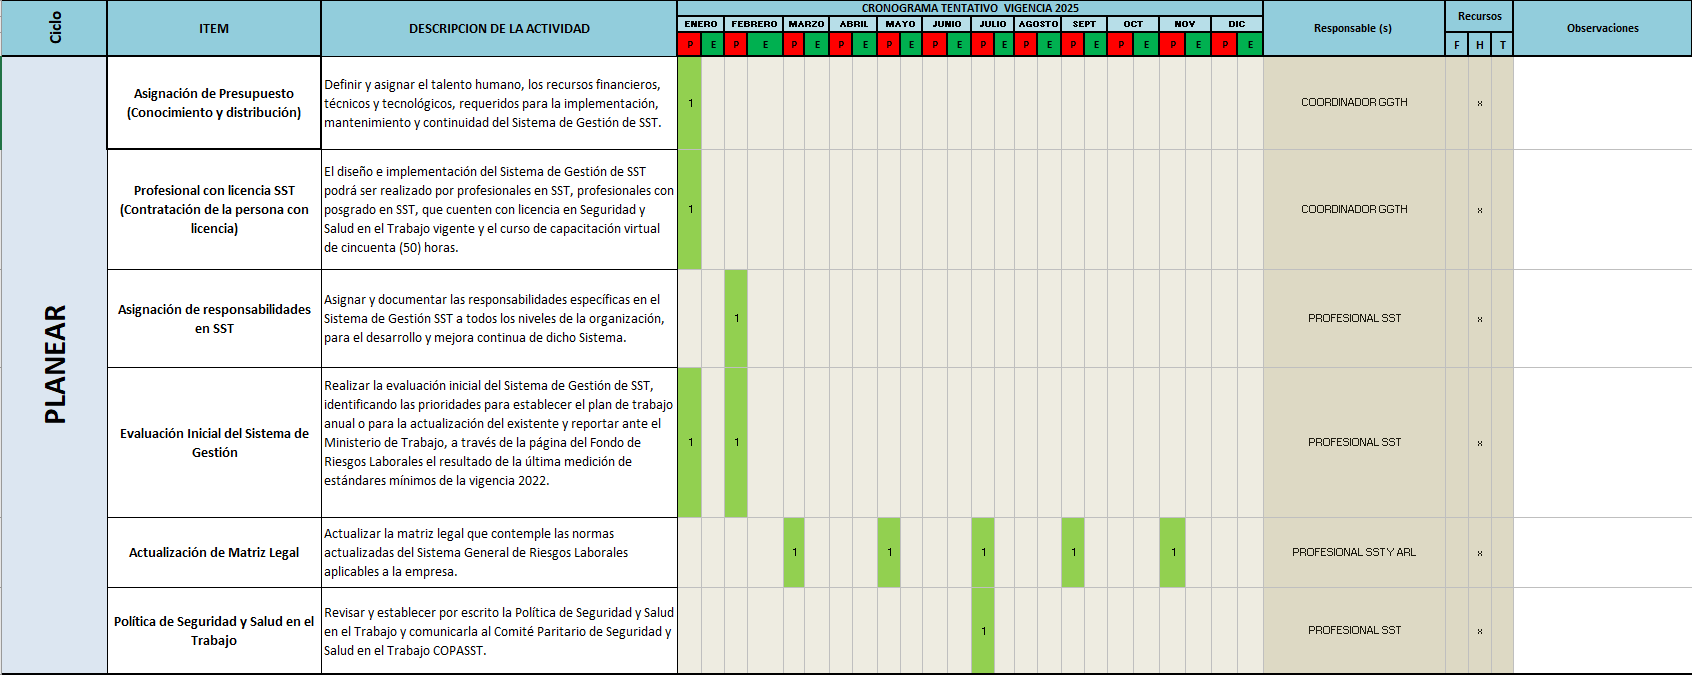 Ciclo
ITEM
DESCRIPCION DE LA ACTIVIDAD
CRONOGRAMA TENTATIVO VIGENCIA 2025
ENERO FEBRERO MARZO ABRIL MAYO JUNIO JULIO AGOSTO SEPT OCT NOV DIC
P E P E P E P E P E P E P E P E P E P E P E P E
Responsable (s)
Recursos
F H T
Observaciones
PLANEAR
Asignación de Presupuesto
(Conocimiento y distribución)
Definir y asignar el talento humano, los recursos financieros,
técnicos y tecnológicos, requeridos para la implementación,
mantenimiento y continuidad del Sistema de Gestión de SST.
1
COORDINADOR GGTH
x
Profesional con licencia SST
(Contratación de la persona con
licencia)
El diseño e implementación del Sistema de Gestión de SST
podrá ser realizado por profesionales en SST, profesionales con
posgrado en SST, que cuenten con licencia en Seguridad y
Salud en el Trabajo vigente y el curso de capacitación virtual
de cincuenta (50) horas.
1
COORDINADOR GGTH
x
Asignación de responsabilidades
en SST
Asignar y documentar las responsabilidades específicas en el
Sistema de Gestión SST a todos los niveles de la organización,
para el desarrollo y mejora continua de dicho Sistema.
1
PROFESIONAL SST
x
Evaluación Inicial del Sistema de
Gestión
Realizar la evaluación inicial del Sistema de Gestión de SST,
identificando las prioridades para establecer el plan de trabajo
anual o para la actualización del existente y reportar ante el
Ministerio de Trabajo, a través de la página del Fondo de
Riesgos Laborales el resultado de la última medición de
estándares mínimos de la vigencia 2022.
1 1
PROFESIONAL SST
x
Actualización de Matriz Legal
Actualizar la matriz legal que contemple las normas
actualizadas del Sistema General de Riesgos Laborales
aplicables a la empresa.
1 1 1 1 1
PROFESIONAL SST Y ARL
x
Política de Seguridad y Salud en el
Trabajo
Revisar y establecer por escrito la Política de Seguridad y Salud
en el Trabajo y comunicarla al Comité Paritario de Seguridad y
Salud en el Trabajo COPASST.
1
PROFESIONAL SST
x